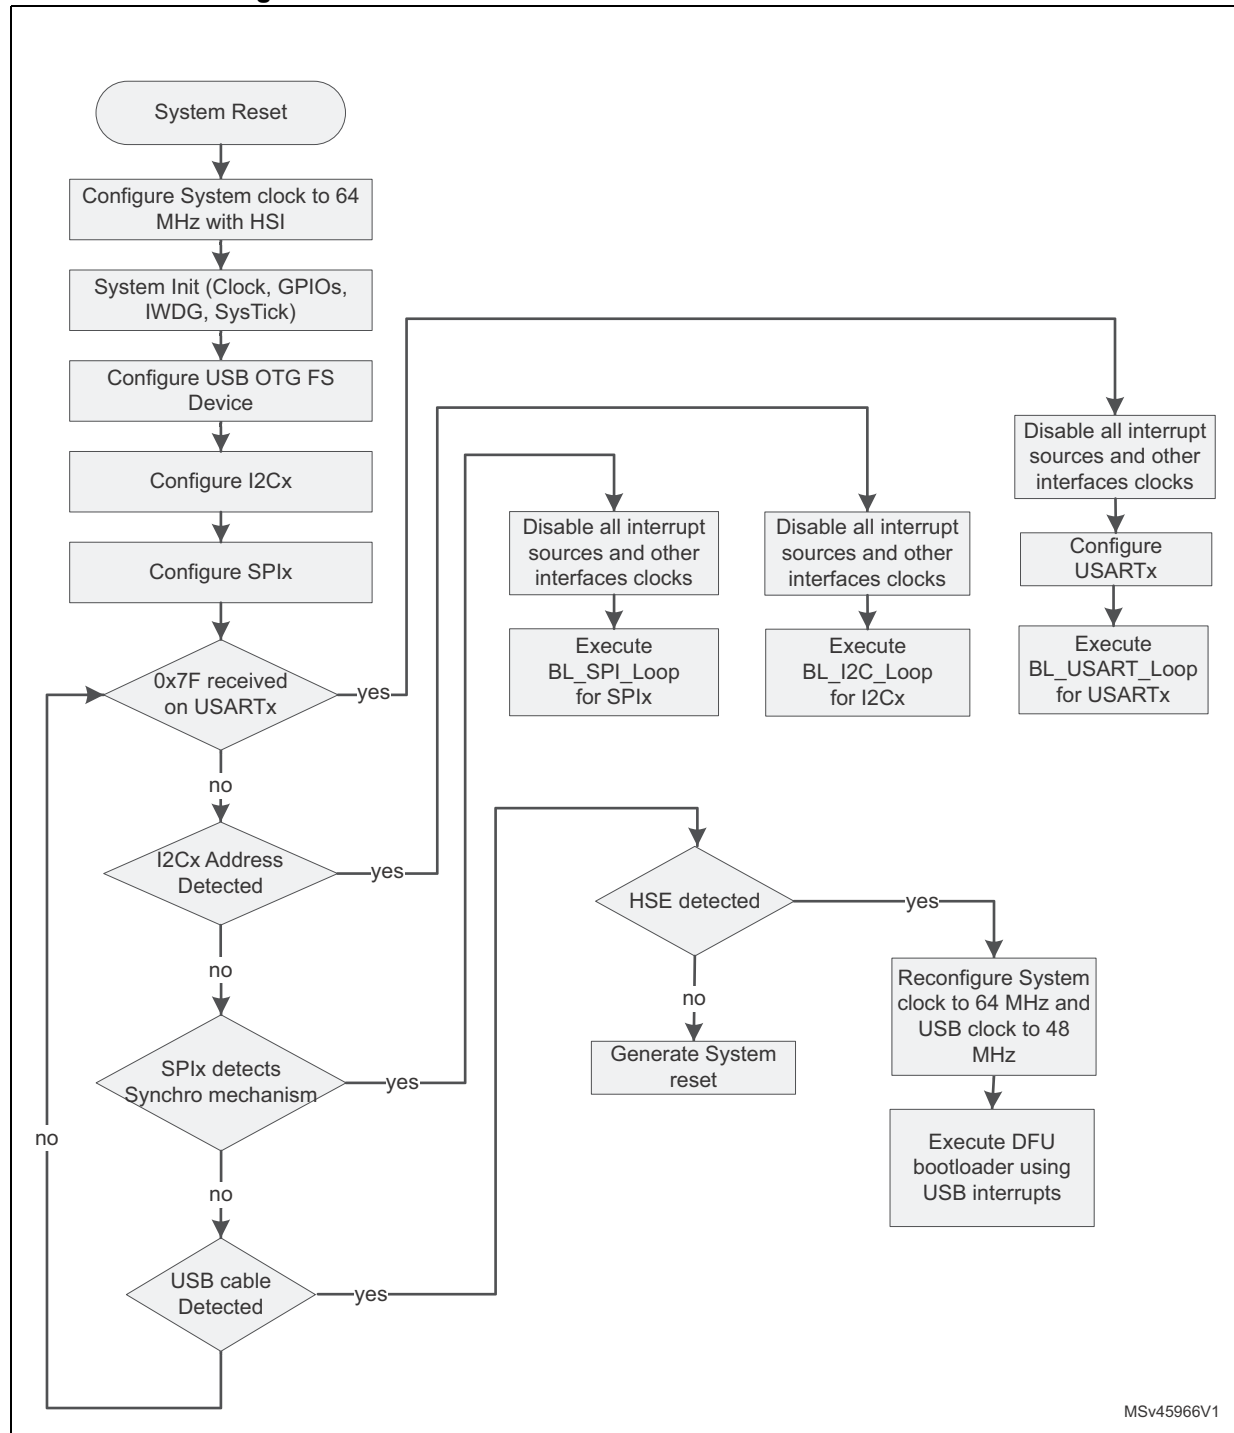 System Reset
Configure System clock to 64
MHz with HSI
System Init (Clock, GPIOs,
IWDG, SysTick)
Configure USB OTG FS
Device
Configure I2Cx
Configure SPIx
0x7F received
on USARTx
yes
no
I2Cx Address
Detected
yes
no
SPIx detects
Synchro mechanism
yes
no
no
USB cable
Detected
yes
Disable all interrupt
sources and other
interfaces clocks
Execute
BL_SPI_Loop
for SPIx
Disable all interrupt
sources and other
interfaces clocks
Execute
BL_I2C_Loop
for I2Cx
Disable all interrupt
sources and other
interfaces clocks
Configure
USARTx
Execute
BL_USART_Loop
for USARTx
HSE detected
yes
no
Generate System
reset
Reconfigure System
clock to 64 MHz and
USB clock to 48
MHz
Execute DFU
bootloader using
USB interrupts
MSv45966V1